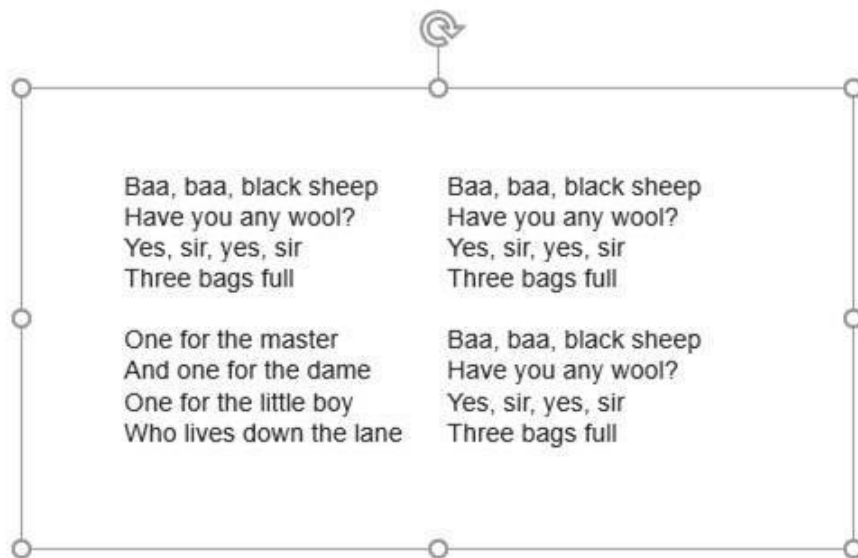 Baa, baa, black sheep
Have you any wool?
Yes, sir, yes, sir
Three bags full
One for the master
And one for the dame
One for the little boy
Who lives down the lane
Baa, baa, black sheep
Have you any wool?
Yes, sir, yes, sir
Three bags full
Baa, baa, black sheep
Have you any wool?
Yes, sir, yes, sir
Three bags full